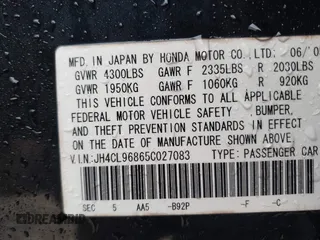 MFD. IN JAPAN BY HONDA MOTOR CO., LTD. 06/0
GVWR 4300LBS GAWR F 2335LBS R 2030LBS
GVWR 1950KG GAWR F 1060KG R 920KG
THIS VEHICLE CONFORMS TO ALL APPLICABLE
FEDERAL MOTOR VEHICLE SAFETY, BUMPER,
AND THEFT PREVENTION STANDARDS IN EFFECT
ON THE DATE OF MANUFACTURE SHOWN ABOVE.
V.I.N: JH4CL96865C027083 TYPE: PASSENGER CAR
SEC 5 AA5 -B92P -F -C